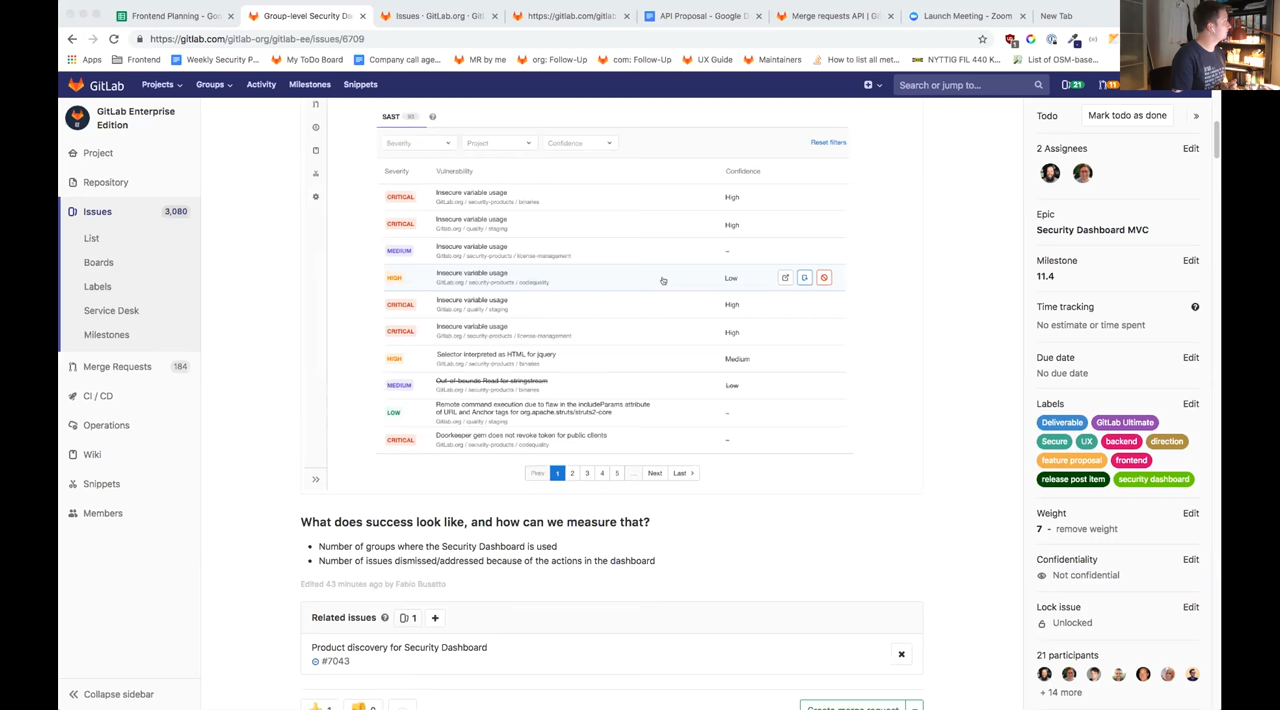 Frontend Planning - Goo
Group-level Security Da
Issues · GitLab.org · GitLab
https://gitlab.com/gitlab
API Proposal - Google D
Merge requests API | Git
Launch Meeting - Zoom
New Tab
https://gitlab.com/gitlab-org/gitlab-ee/issues/6709
Apps
Frontend
Weekly Security P...
My ToDo Board
Company call age...
MR by me
org: Follow-Up
com: Follow-Up
UX Guide
Maintainers
How to list all met...
NYTTIG FIL 440 K...
List of OSM-base...
GitLab
Projects
Groups
Activity
Milestones
Snippets
Search or jump to...
21
11
GitLab Enterprise
Edition
Project
Repository
Issues 3,080
List
Boards
Labels
Service Desk
Milestones
Merge Requests 184
CI / CD
Operations
Wiki
Snippets
Members
Collapse sidebar
SAST 93
Severity
Project
Confidence
Reset filters
Severity Vulnerability Confidence
CRITICAL Insecure variable usage High
GitLab.org / security-products / binaries
CRITICAL Insecure variable usage High
Gitlab.org / quality / staging
MEDIUM Insecure variable usage –
GitLab.org / security-products / license-management
HIGH Insecure variable usage Low
GitLab.org / security-products / codequality
CRITICAL Insecure variable usage High
Gitlab.org / quality / staging
CRITICAL Insecure variable usage High
GitLab.org / security-products / license-management
HIGH Selector interpreted as HTML for jquery Medium
GitLab.org / security-products / binaries
MEDIUM Out-of-bounds Read for stringstream Low
GitLab.org / security-products / binaries
LOW Remote command execution due to flaw in the includeParams attribute –
of URL and Anchor tags for org.apache.struts/struts2-core
Gitlab.org / quality / staging
CRITICAL Doorkeeper gem does not revoke token for public clients –
GitLab.org / security-products / codequality
Prev 1 2 3 4 5 ... Next Last
What does success look like, and how can we measure that?
• Number of groups where the Security Dashboard is used
• Number of issues dismissed/addressed because of the actions in the dashboard
Edited 43 minutes ago by Fabio Busatto
Related issues 1 +
Product discovery for Security Dashboard
#7043
1
0
Create merge request
Todo Mark todo as done »
2 Assignees Edit
Epic
Security Dashboard MVC
Milestone Edit
11.4
Time tracking
No estimate or time spent
Due date Edit
No due date
Labels Edit
Deliverable GitLab Ultimate
Secure UX backend direction
feature proposal frontend
release post item security dashboard
Weight Edit
7 - remove weight
Confidentiality Edit
Not confidential
Lock issue Edit
Unlocked
21 participants
+ 14 more